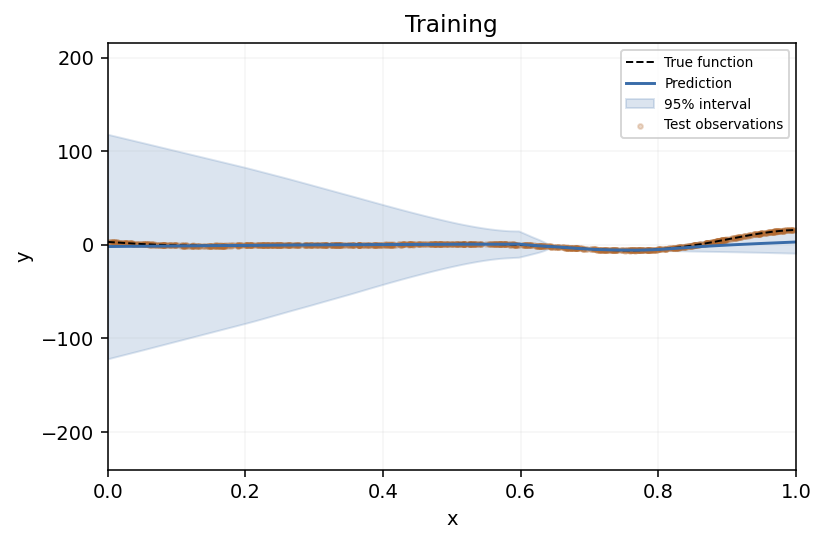 Training
200
100
0
−100
−200
y
0.0 0.2 0.4 0.6 0.8 1.0
x
True function
Prediction
95% interval
Test observations